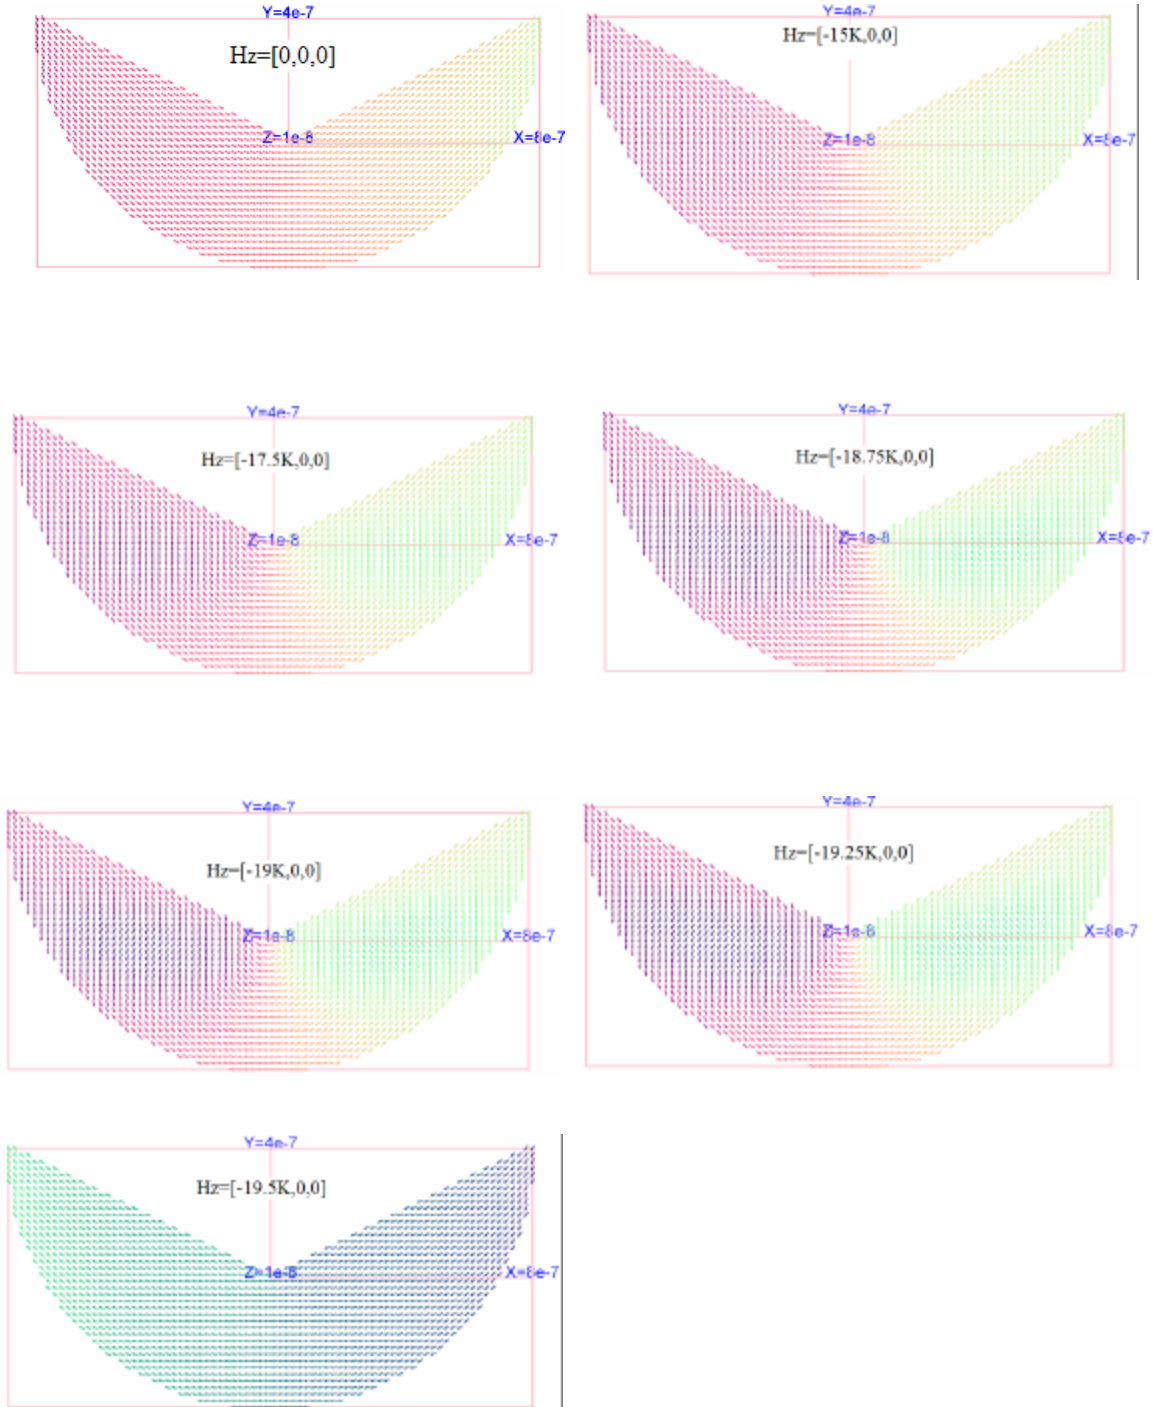 Y=4e-7
Hz=[0,0,0]
Z=1e-8
X=8e-7
Y=4e-7
Hz=[-15K,0,0]
Z=1e-8
X=8e-7
Y=4e-7
Hz=[-17.5K,0,0]
Z=1e-8
X=8e-7
Y=4e-7
Hz=[-18.75K,0,0]
Z=1e-8
X=8e-7
Y=4e-7
Hz=[-19K,0,0]
Z=1e-8
X=8e-7
Y=4e-7
Hz=[-19.25K,0,0]
Z=1e-8
X=8e-7
Y=4e-7
Hz=[-19.5K,0,0]
Z=1e-8
X=8e-7